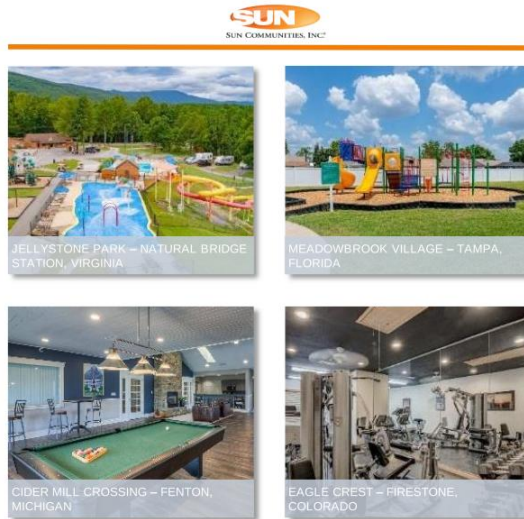 SUN
SUN COMMUNITIES, INC.
JELLYSTONE PARK – NATURAL BRIDGE
STATION, VIRGINIA
MEADOWBROOK VILLAGE – TAMPA,
FLORIDA
CIDER MILL CROSSING – FENTON,
MICHIGAN
EAGLE CREST – FIRESTONE,
COLORADO